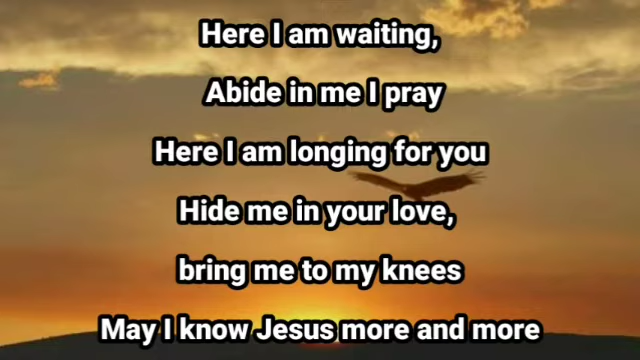 Here I am waiting,
Abide in me I pray
Here I am longing for you
Hide me in your love,
bring me to my knees
May I know Jesus more and more